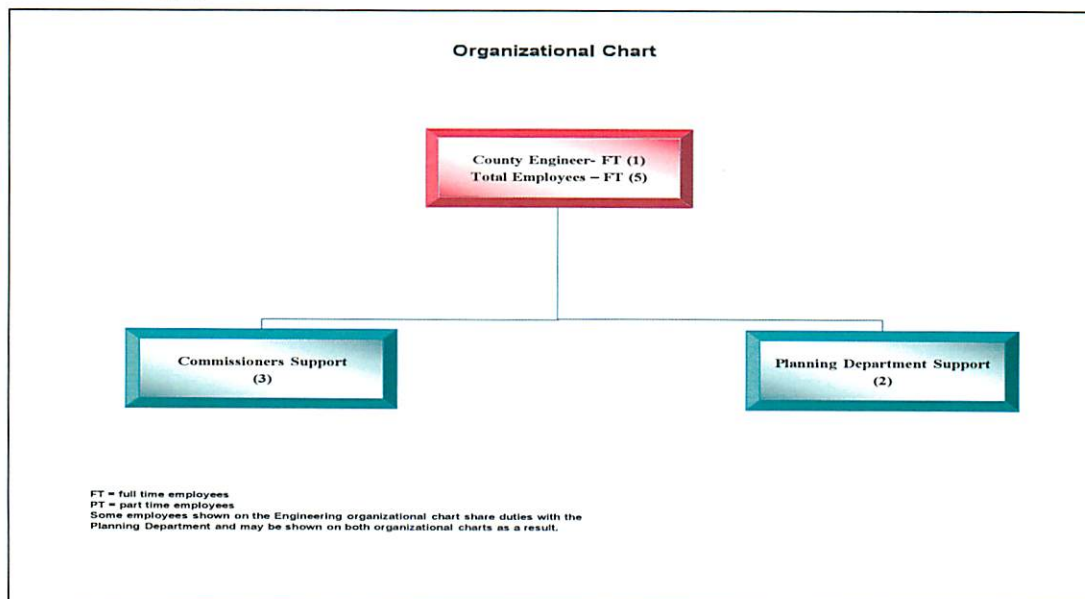 Organizational Chart
County Engineer- FT (1)
Total Employees – FT (5)
Commissioners Support
(3)
Planning Department Support
(2)
FT = full time employees
PT = part time employees
Some employees shown on the Engineering organizational chart share duties with the
Planning Department and may be shown on both organizational charts as a result.